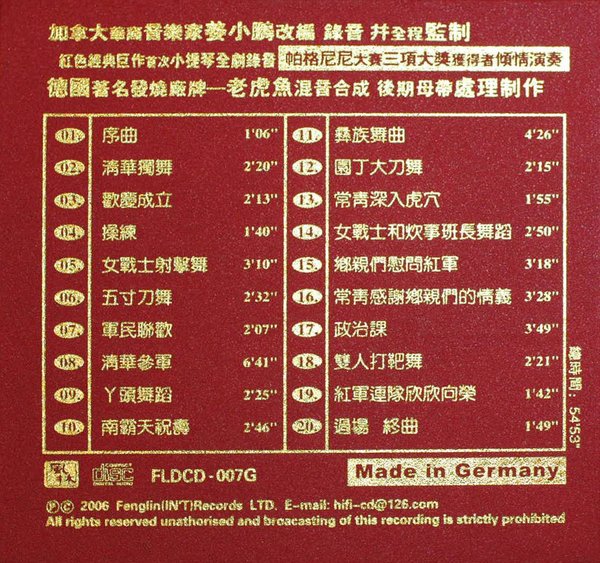 加拿大華裔音樂家姜小鵬改編 錄音 并全程監制
紅色經典巨作首次小提琴全劇錄音 帕格尼尼大賽三項大獎獲得者傾情演奏
德國著名發燒廠牌—老虎魚混音合成 後期母帶處理制作
01 序曲 1'06"
02 清華獨舞 2'20"
03 歡慶成立 2'13"
04 操練 1'40"
05 女戰士射擊舞 3'10"
06 五寸刀舞 2'32"
07 軍民聯歡 2'07"
08 清華參軍 6'41"
09 丫頭舞蹈 2'25"
10 南霸天祝壽 2'46"
11 彝族舞曲 4'26"
12 園丁大刀舞 2'15"
13 常青深入虎穴 1'55"
14 女戰士和炊事班長舞蹈 2'50"
15 鄉親們慰問紅軍 3'18"
16 常青感謝鄉親們的情義 3'28"
17 政治課 3'49"
18 雙人打靶舞 2'21"
19 紅軍連隊欣欣向榮 1'42"
20 過場 終曲 1'49"
總時間: 54'53"
COMPACT disc DIGITAL AUDIO FLDCD-007G Made in Germany
℗© 2006 Fenglin(IN'T)Records LTD. E-mail: hifi-cd@126.com
All rights reserved unathorised and broacasting of this recording is strictly prohibited